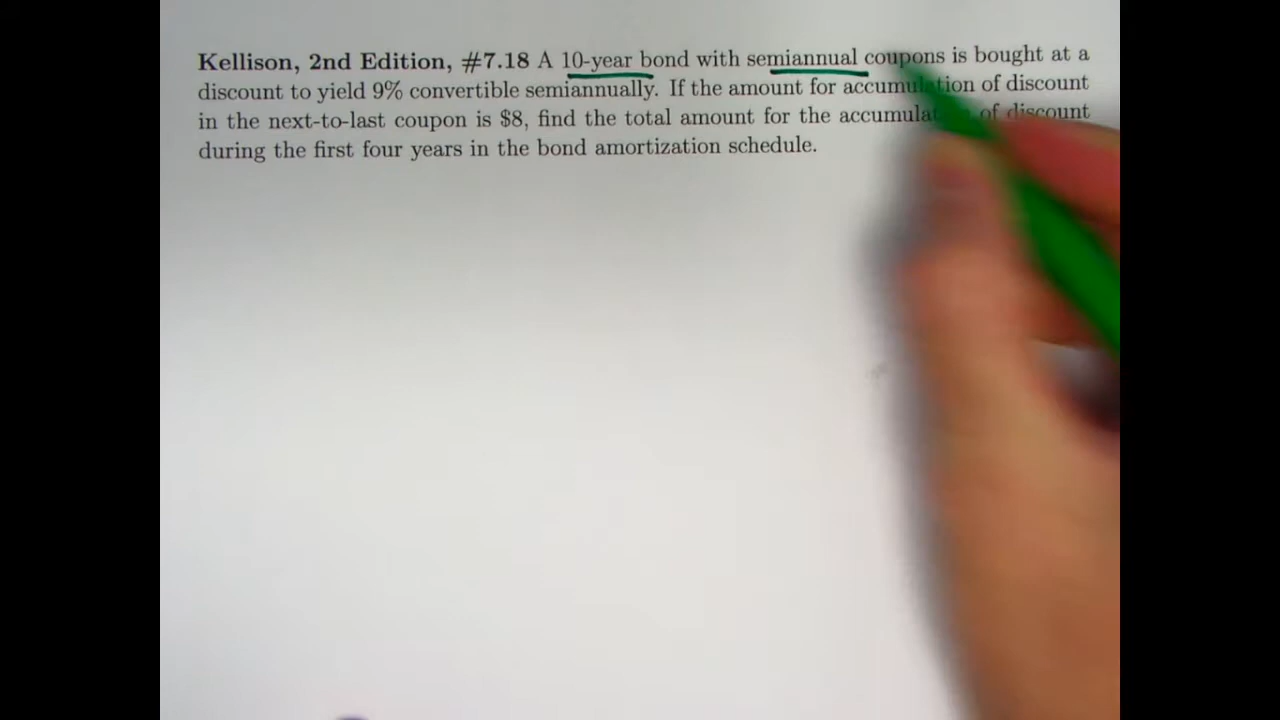 Kellison, 2nd Edition, #7.18 A 10-year bond with semiannual coupons is bought at a
discount to yield 9% convertible semiannually. If the amount for accumulation of discount
in the next-to-last coupon is $8, find the total amount for the accumulation of discount
during the first four years in the bond amortization schedule.